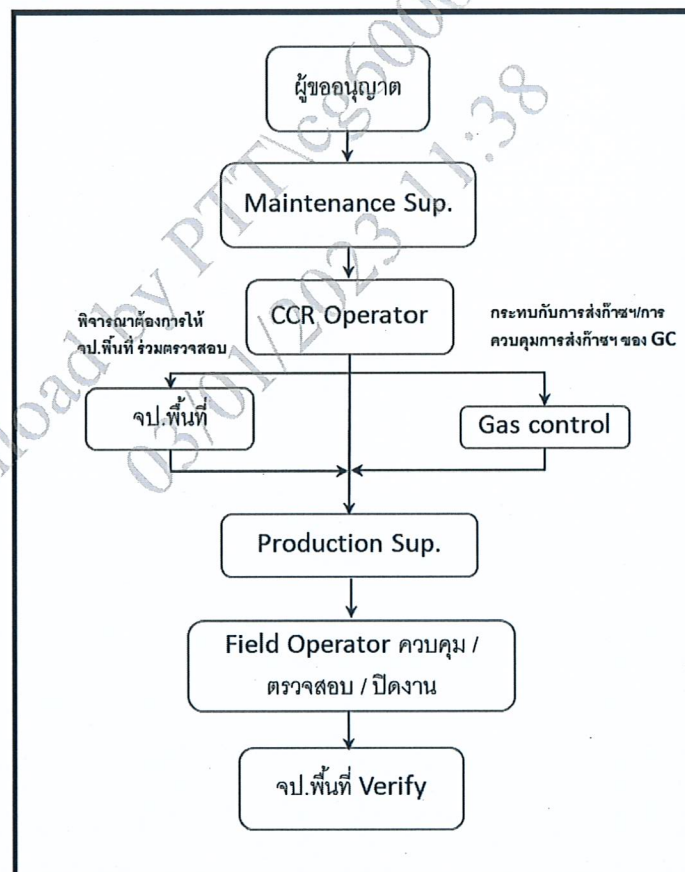 ผู้ขออนุญาต
Maintenance Sup.
CCR Operator
พิจารณาต้องการให้
จป.พื้นที่ ร่วมตรวจสอบ
กระทบกับการส่งก๊าซฯ/การ
ควบคุมการส่งก๊าซฯ ของ GC
จป.พื้นที่
Gas control
Production Sup.
Field Operator ควบคุม /
ตรวจสอบ / ปิดงาน
จป.พื้นที่ Verify
03/01/2023 11:38